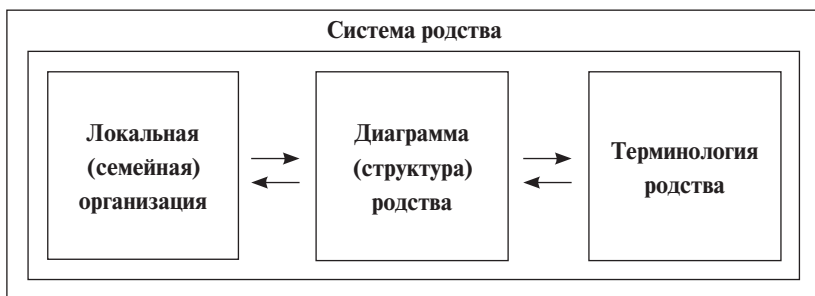 Система родства
Локальная
(семейная)
организация
Диаграмма
(структура)
родства
Терминология
родства